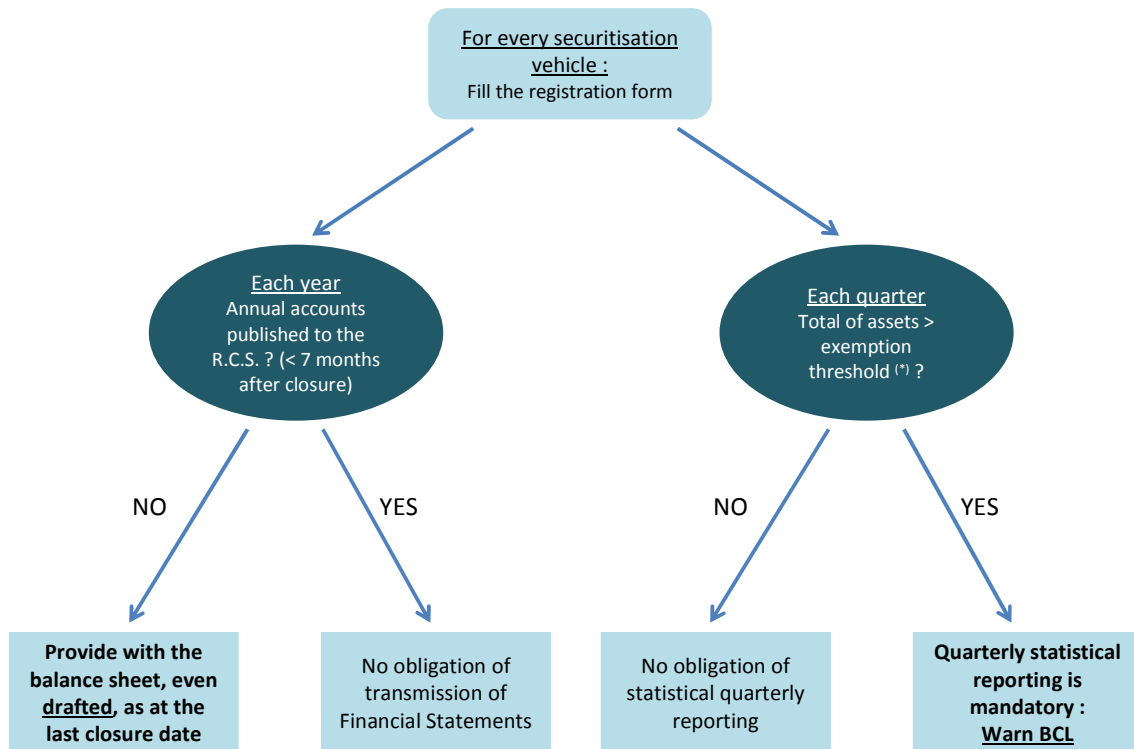 For every securitisation
vehicle :
Fill the registration form
Each year
Annual accounts
published to the
R.C.S. ? (< 7 months
after closure)
Each quarter
Total of assets >
exemption
threshold (*) ?
NO
YES
NO
YES
Provide with the
balance sheet, even
drafted, as at the
last closure date
No obligation of
transmission of
Financial Statements
No obligation of
statistical quarterly
reporting
Quarterly statistical
reporting is
mandatory :
Warn BCL